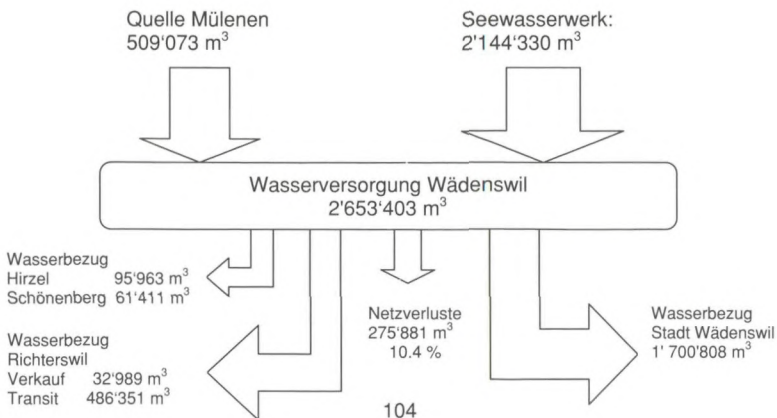 Quelle Mülenen
509‘073 m³
Seewasserwerk:
2'144'330 m³
Wasserversorgung Wädenswil
2'653‘403 m³
Wasserbezug
Hirzel 95‘963 m³
Schönenberg 61‘411 m³
Wasserbezug
Richterswil
Verkauf 32‘989 m³
Transit 486‘351 m³
Netzverluste
275‘881 m³
10.4 %
Wasserbezug
Stadt Wädenswil
1' 700‘808 m³
104